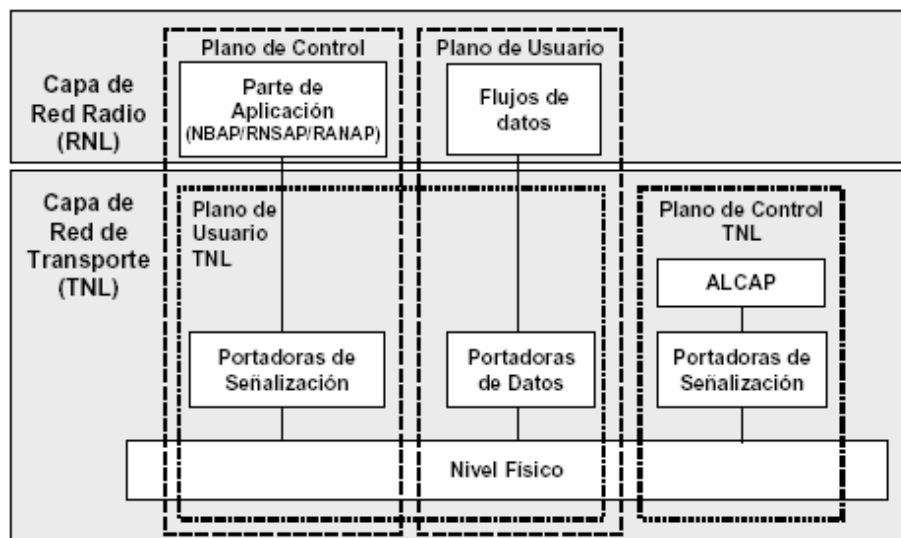 Plano de Control
Plano de Usuario
Capa de
Red Radio
(RNL)
Parte de
Aplicación
(NBAP/RNSAP/RANAP)
Flujos de
datos
Capa de
Red de
Transporte
(TNL)
Plano de
Usuario
TNL
Plano de Control
TNL
ALCAP
Portadoras de
Señalización
Portadoras
de Datos
Portadoras de
Señalización
Nivel Físico